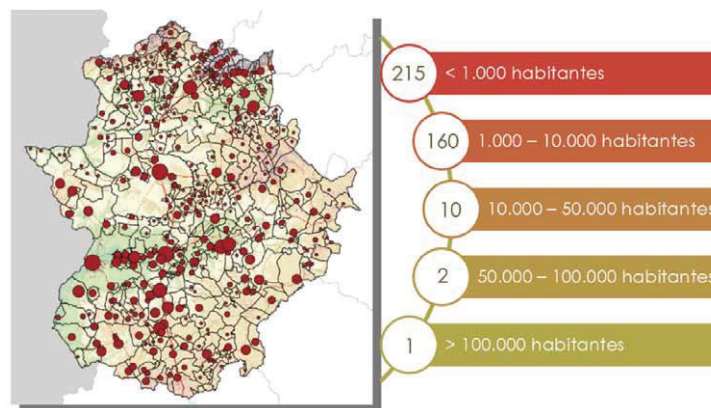 215 < 1.000 habitantes
160 1.000 – 10.000 habitantes
10 10.000 – 50.000 habitantes
2 50.000 – 100.000 habitantes
1 > 100.000 habitantes